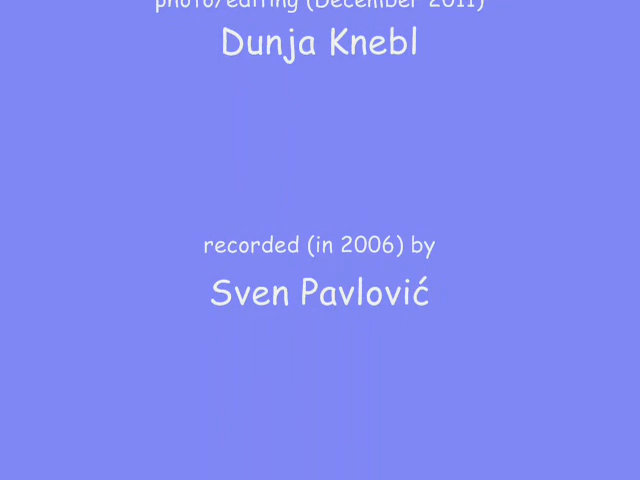 photo/editing (December 2011)
Dunja Knebl
recorded (in 2006) by
Sven Pavlović